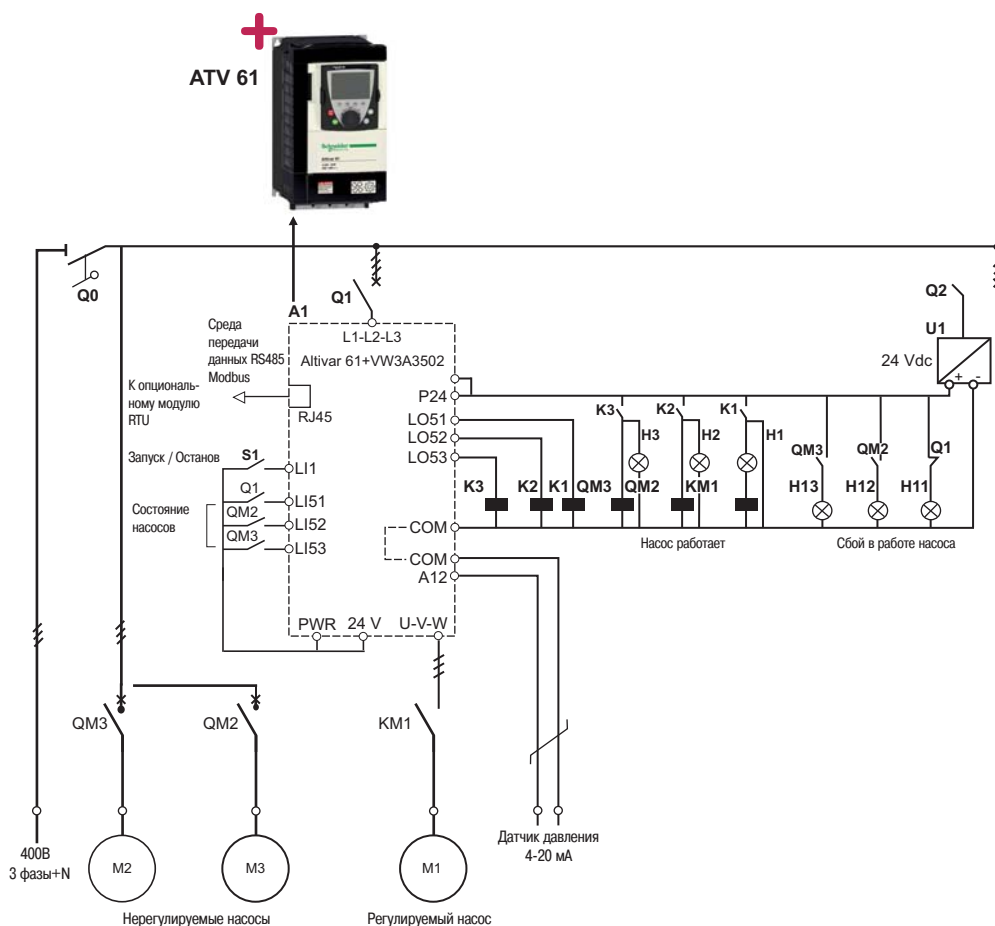 ATV 61
Schneider
Q0
A1
Q1
Q2
U1
24 Vdc
+ -
L1-L2-L3
Altivar 61+VW3A3502
Среда
передачи
данных RS485
Modbus
К опциональ-
ному модулю
RTU
RJ45
P24
LO51
LO52
LO53
Запуск / Останов
S1
LI1
Состояние
насосов
Q1
LI51
QM2
LI52
QM3
LI53
K3
K2
K1
H3
H2
H1
K3
K2
K1
QM3
QM2
KM1
QM3
QM2
Q1
H13
H12
H11
COM
COM
A12
Насос работает
Сбой в работе насоса
PWR
24 V
U-V-W
QM3
QM2
KM1
400В
3 фазы+N
M2
M3
M1
Датчик давления
4-20 мА
Нерегулируемые насосы
Регулируемый насос